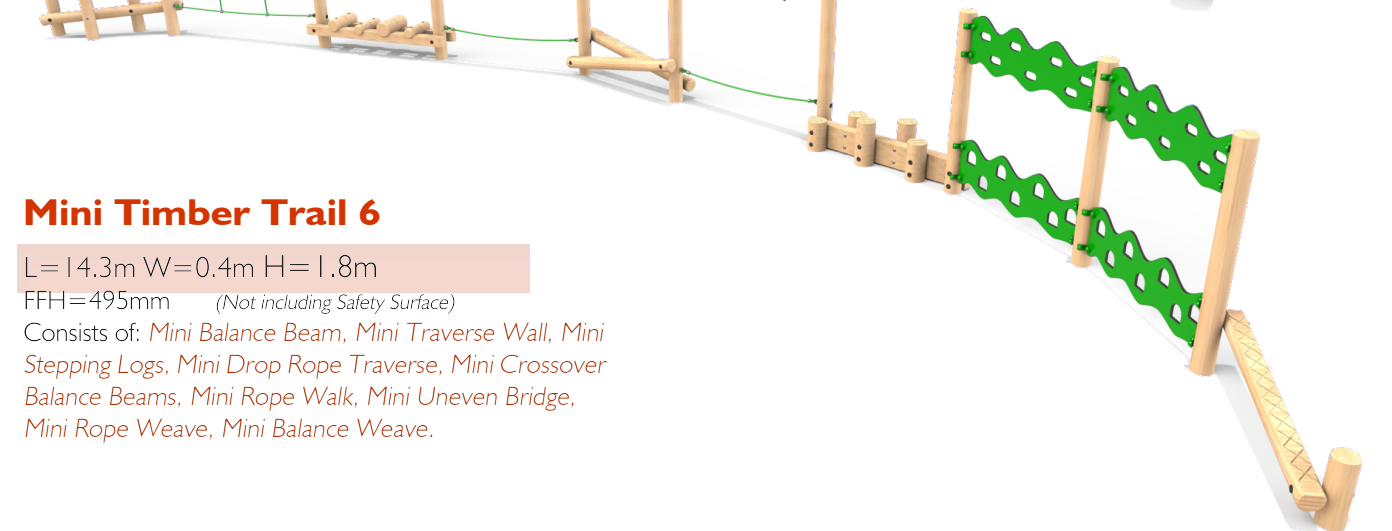 Mini Timber Trail 6
L=14.3m W=0.4m H=1.8m
FFH=495mm (Not including Safety Surface)
Consists of: Mini Balance Beam, Mini Traverse Wall, Mini
Stepping Logs, Mini Drop Rope Traverse, Mini Crossover
Balance Beams, Mini Rope Walk, Mini Uneven Bridge,
Mini Rope Weave, Mini Balance Weave.